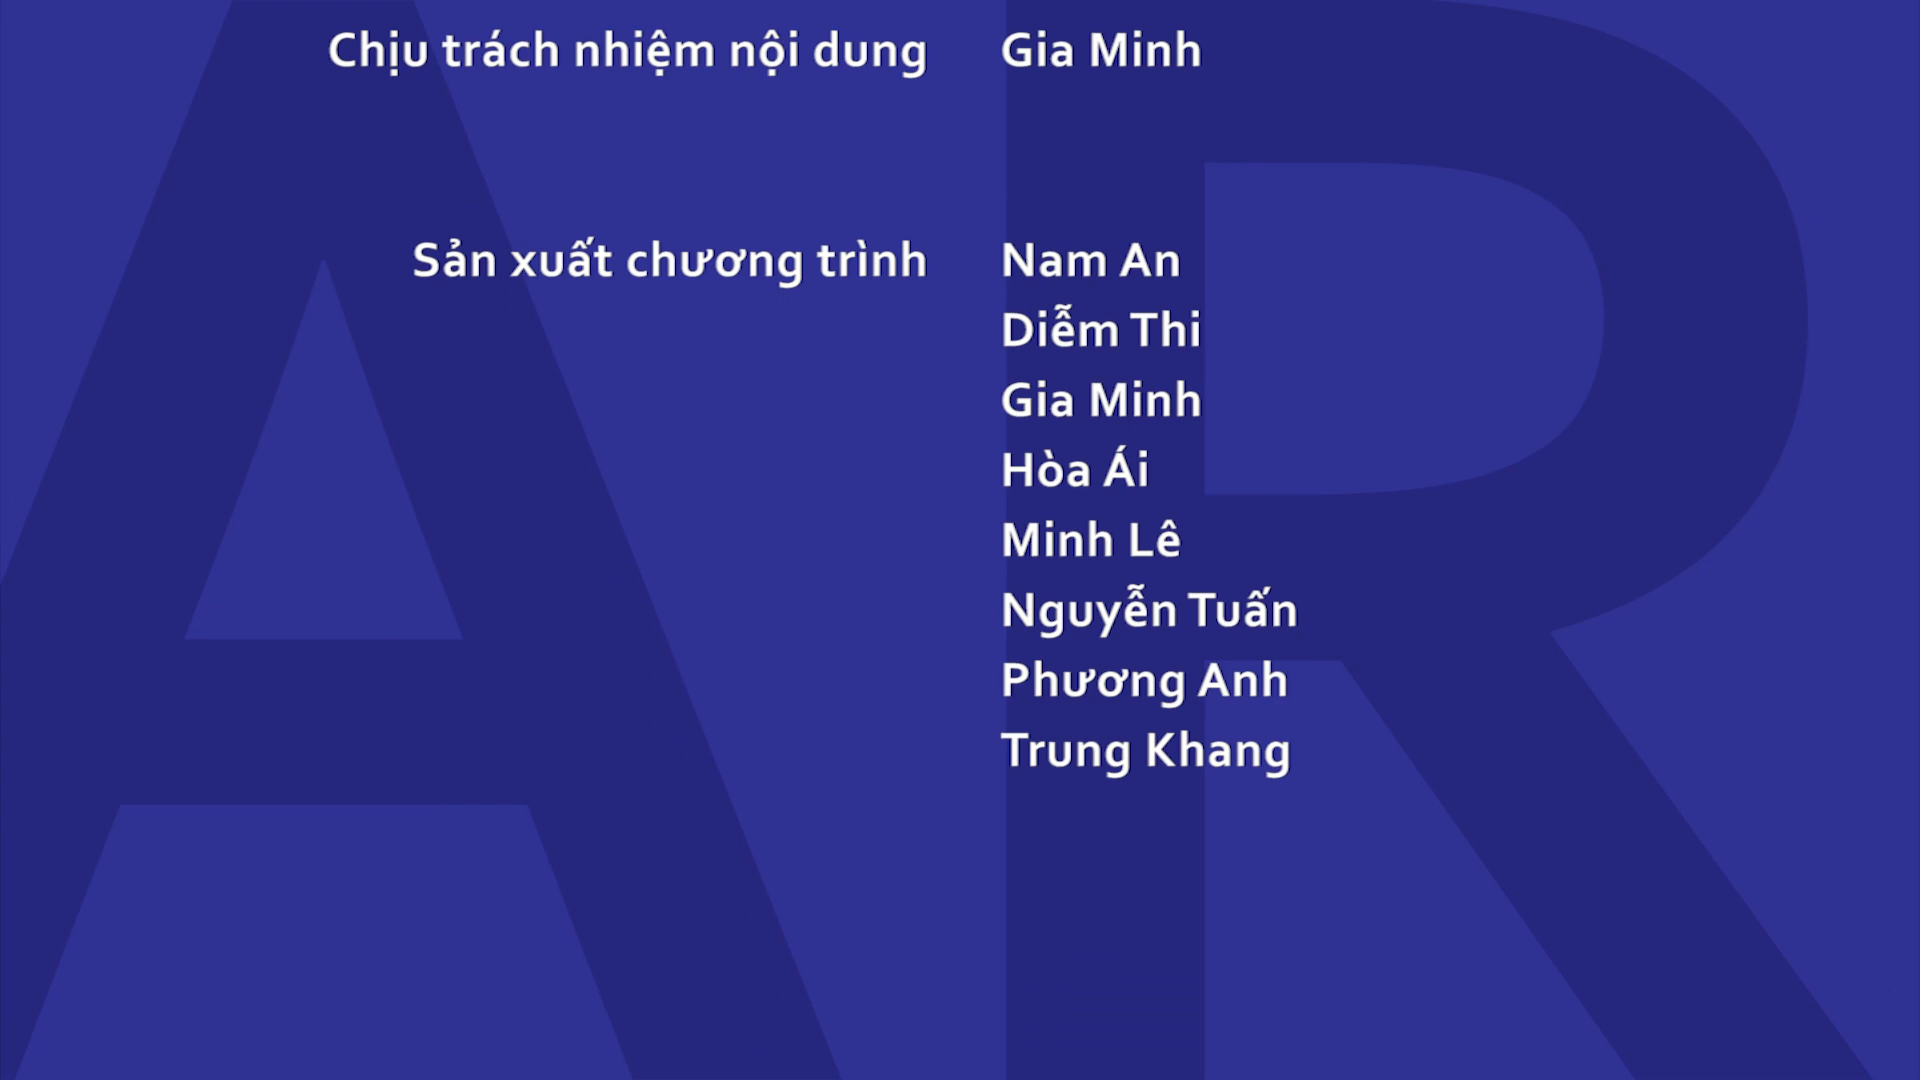 Chịu trách nhiệm nội dung Gia Minh
Sản xuất chương trình Nam An
Diễm Thi
Gia Minh
Hòa Ái
Minh Lê
Nguyễn Tuấn
Phương Anh
Trung Khang